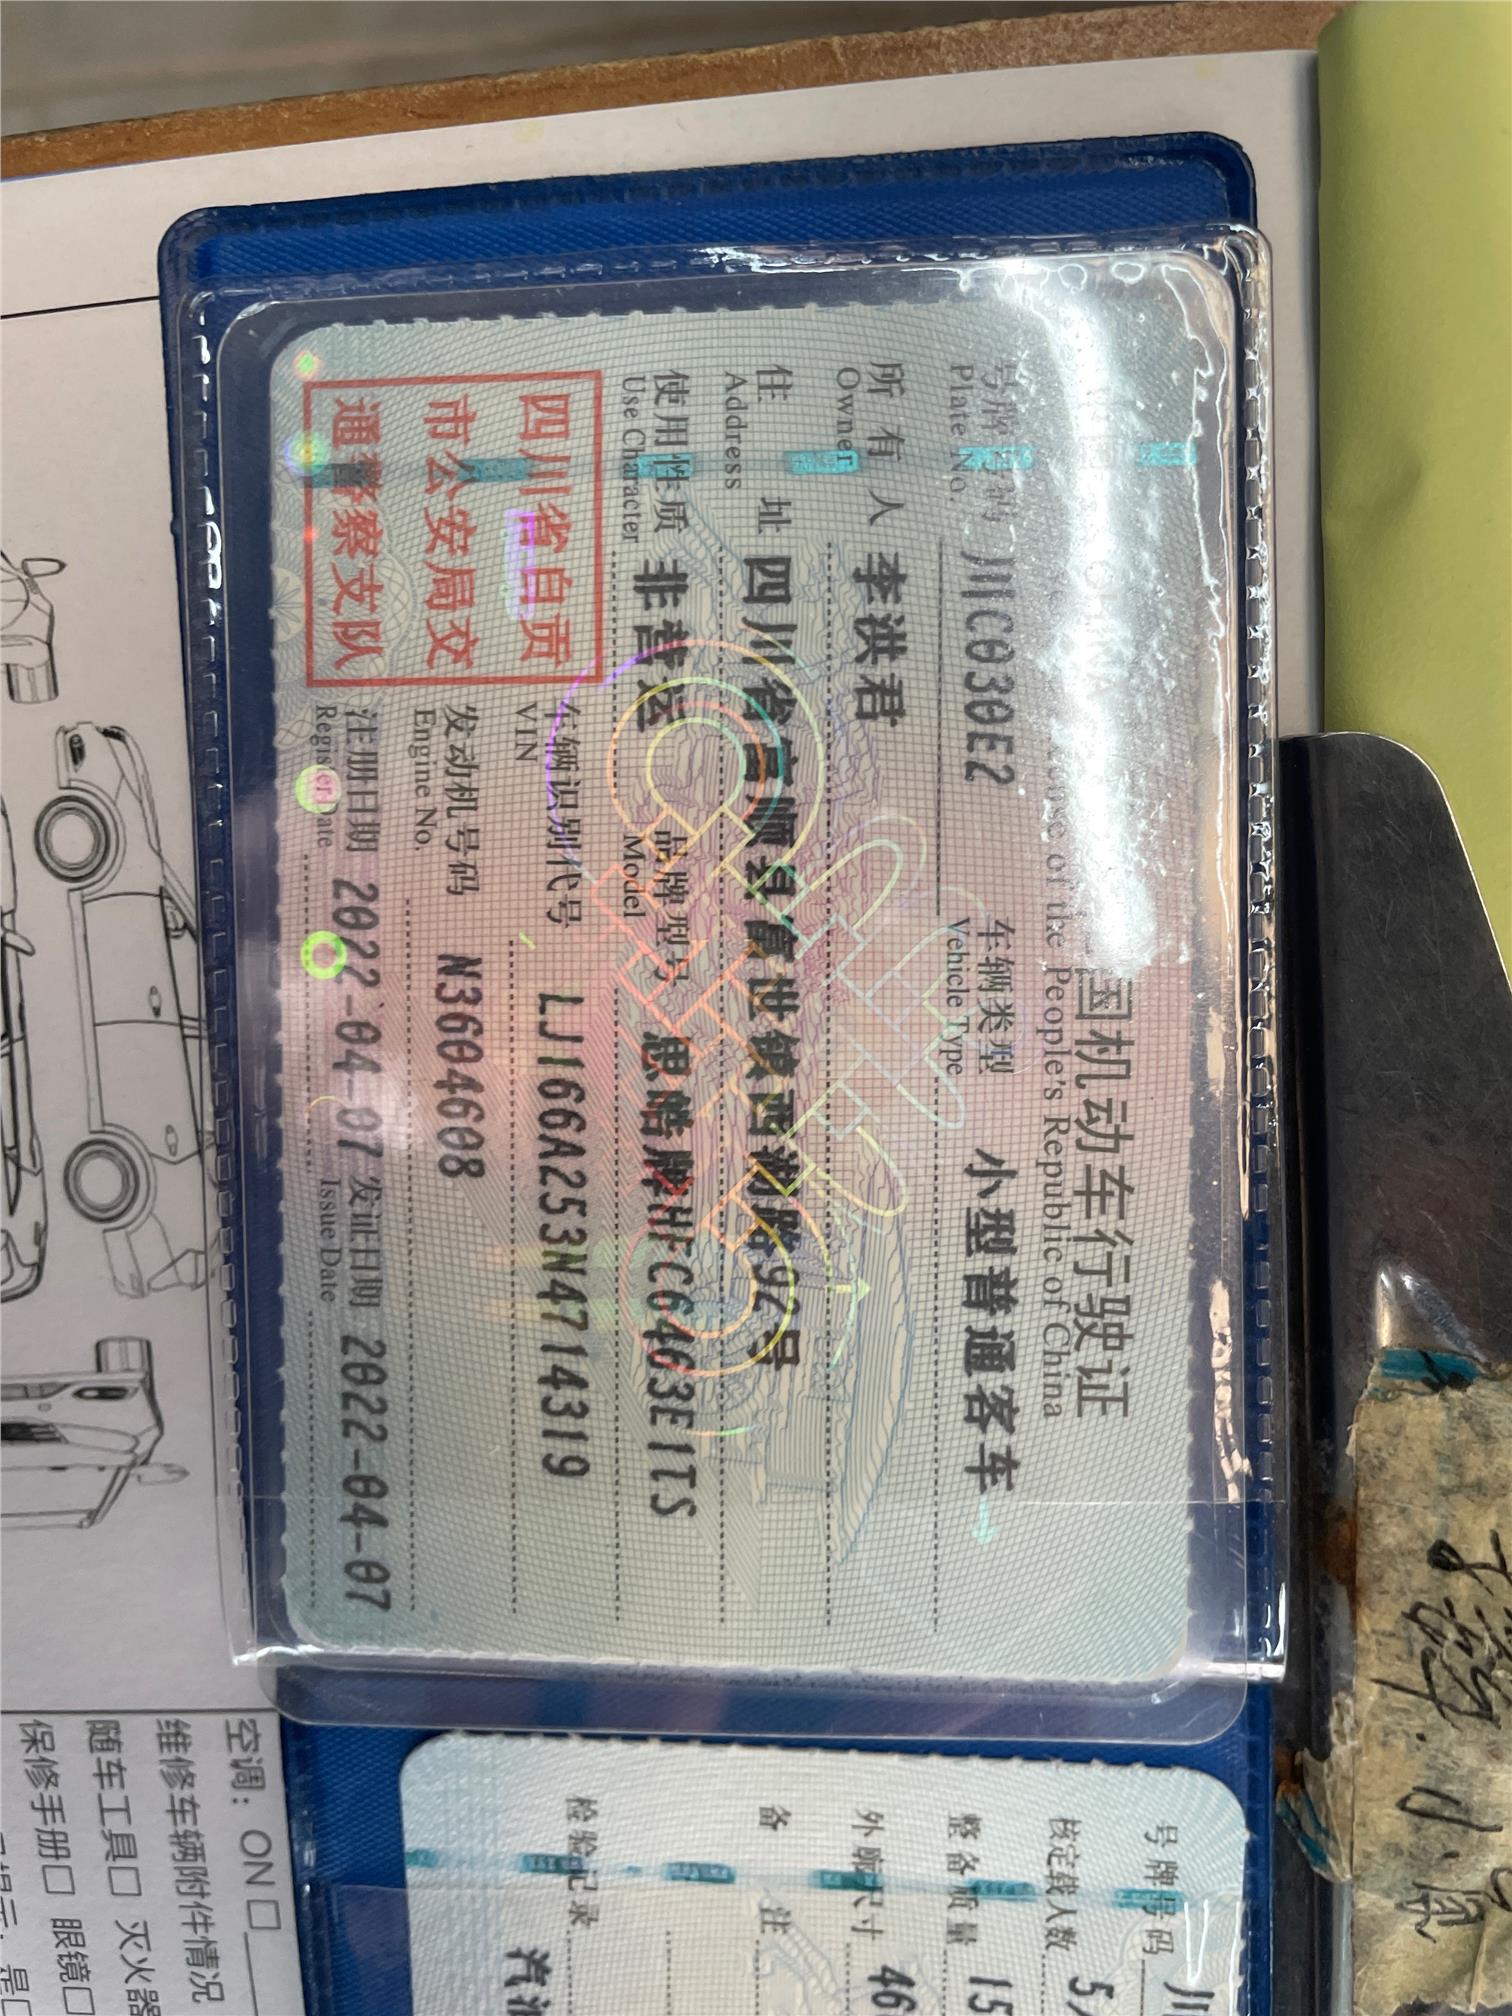 国机动车行驶证
ense of the People's Republic of China
号牌号码 川C030E2 车辆类型 小型普通客车
Plate No. Vehicle Type
所有人 李洪君
Owner
住址 四川省富顺县富世镇西湖路92号
Address
使用性质 非营运 品牌型号 思皓牌HFC6463E1TS
Use Character Model
四川省自贡
市公安局交
通警察支队
车辆识别代号 LJ166A253N4714319
VIN
发动机号码 N3604608
Engine No.
注册日期 2022-04-07 发证日期 2022-04-07
Register Date Issue Date
号牌号码 川
核定载人数 5
整备质量 15
外廓尺寸 46
备注
检验记录
汽油
空调：ON□
维修车辆附件情况
随车工具□ 灭火器
保修手册□ 眼镜□